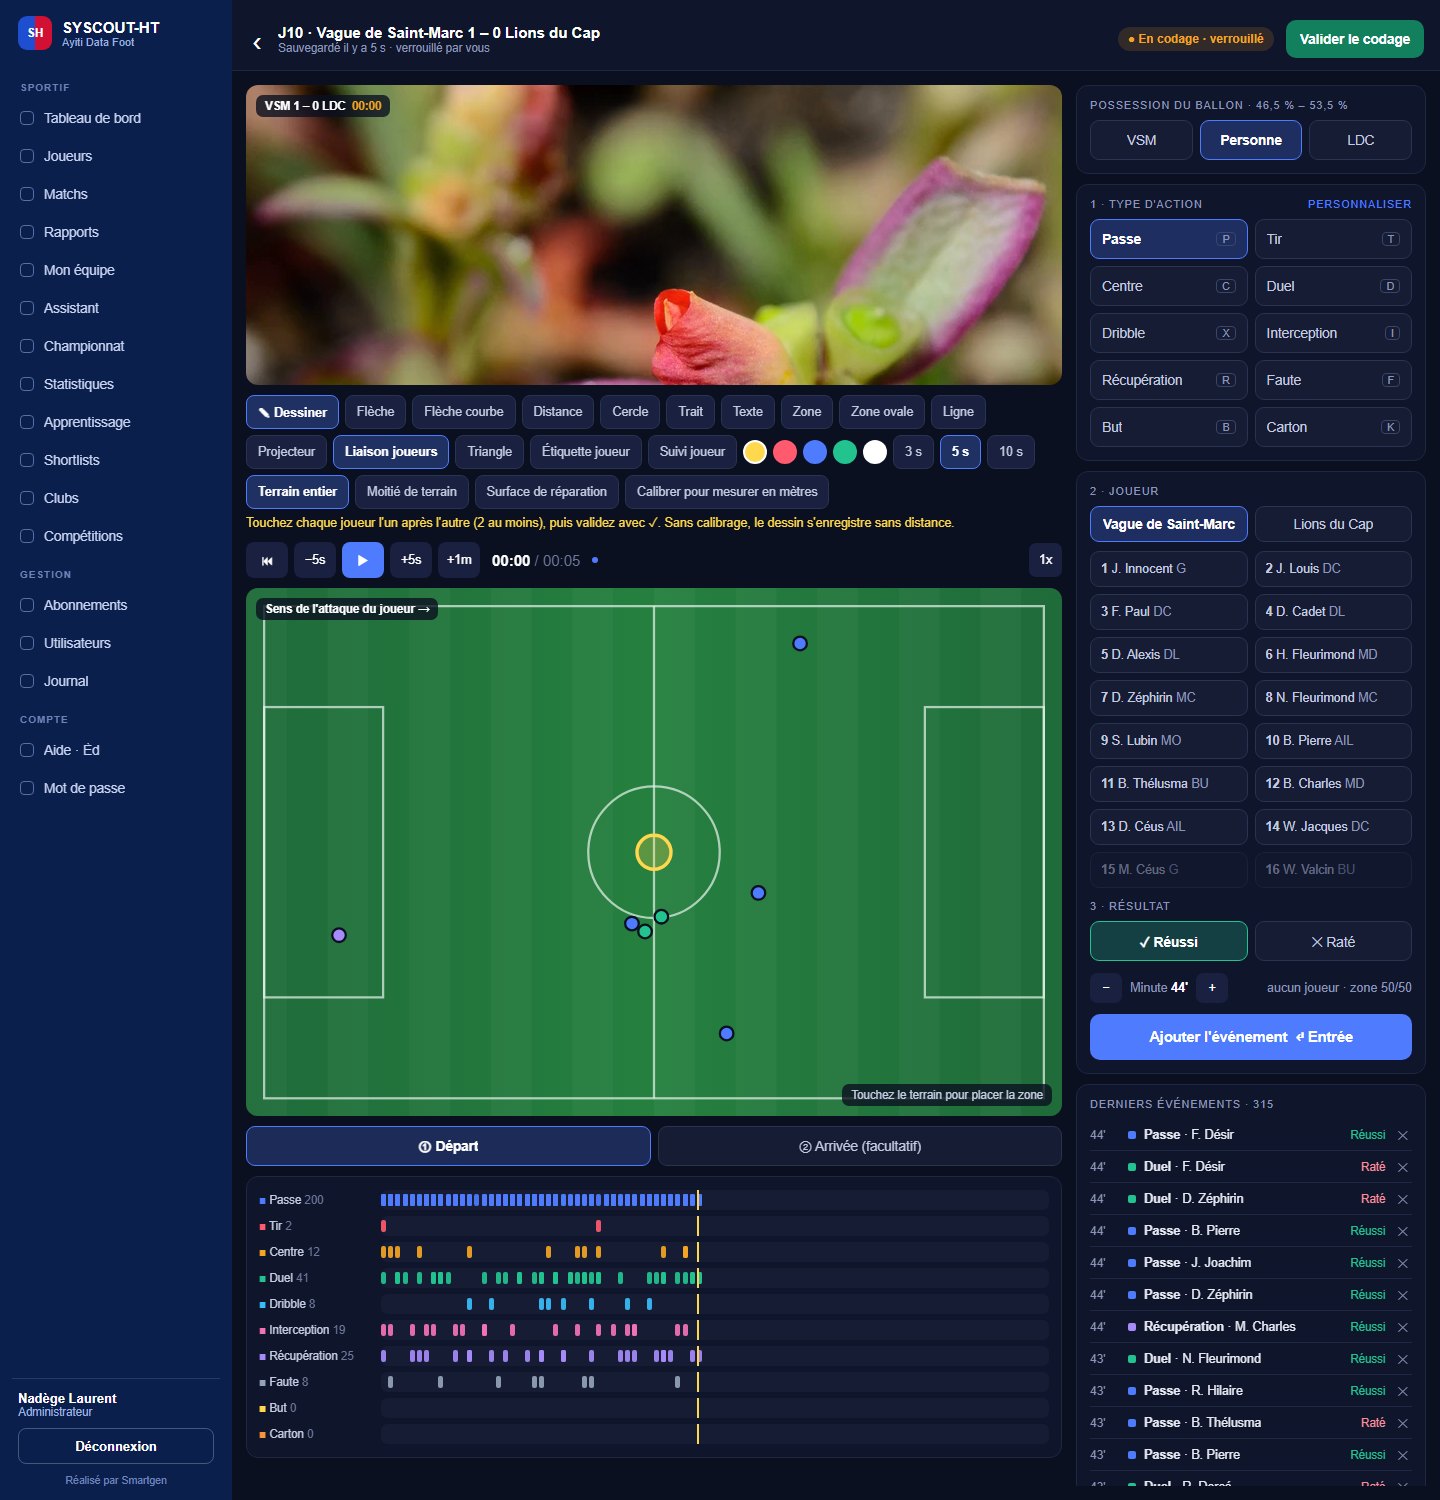 SH
SYSCOUT-HT
Ayiti Data Foot
SPORTIF
Tableau de bord
Joueurs
Matchs
Rapports
Mon équipe
Assistant
Championnat
Statistiques
Apprentissage
Shortlists
Clubs
Compétitions
GESTION
Abonnements
Utilisateurs
Journal
COMPTE
Aide · Éd
Mot de passe
Nadège Laurent
Administrateur
Déconnexion
Réalisé par Smartgen
‹
J10 · Vague de Saint-Marc 1 – 0 Lions du Cap
Sauvegardé il y a 5 s · verrouillé par vous
● En codage · verrouillé
Valider le codage
VSM 1 – 0 LDC 00:00
✎ Dessiner Flèche Flèche courbe Distance Cercle Trait Texte Zone Zone ovale Ligne
Projecteur Liaison joueurs Triangle Étiquette joueur Suivi joueur 3 s 5 s 10 s
Terrain entier Moitié de terrain Surface de réparation Calibrer pour mesurer en mètres
Touchez chaque joueur l'un après l'autre (2 au moins), puis validez avec ✓. Sans calibrage, le dessin s'enregistre sans distance.
⏮ −5s ▶ +5s +1m 00:00 / 00:05 1x
Sens de l'attaque du joueur →
Touchez le terrain pour placer la zone
① Départ ② Arrivée (facultatif)
Passe 200
Tir 2
Centre 12
Duel 41
Dribble 8
Interception 19
Récupération 25
Faute 8
But 0
Carton 0
POSSESSION DU BALLON · 46,5 % – 53,5 %
VSM Personne LDC
1 · TYPE D'ACTION PERSONNALISER
Passe P Tir T
Centre C Duel D
Dribble X Interception I
Récupération R Faute F
But B Carton K
2 · JOUEUR
Vague de Saint-Marc Lions du Cap
1 J. Innocent G 2 J. Louis DC
3 F. Paul DC 4 D. Cadet DL
5 D. Alexis DL 6 H. Fleurimond MD
7 D. Zéphirin MC 8 N. Fleurimond MC
9 S. Lubin MO 10 B. Pierre AIL
11 B. Thélusma BU 12 B. Charles MD
13 D. Céus AIL 14 W. Jacques DC
15 M. Céus G 16 W. Valcin BU
3 · RÉSULTAT
✓ Réussi ✕ Raté
− Minute 44' + aucun joueur · zone 50/50
Ajouter l'événement ⏎ Entrée
DERNIERS ÉVÉNEMENTS · 315
44' Passe · F. Désir Réussi ✕
44' Duel · F. Désir Raté ✕
44' Duel · D. Zéphirin Raté ✕
44' Passe · B. Pierre Réussi ✕
44' Passe · J. Joachim Réussi ✕
44' Passe · D. Zéphirin Réussi ✕
44' Récupération · M. Charles Réussi ✕
43' Duel · N. Fleurimond Réussi ✕
43' Passe · R. Hilaire Réussi ✕
43' Passe · B. Thélusma Raté ✕
43' Passe · B. Pierre Réussi ✕